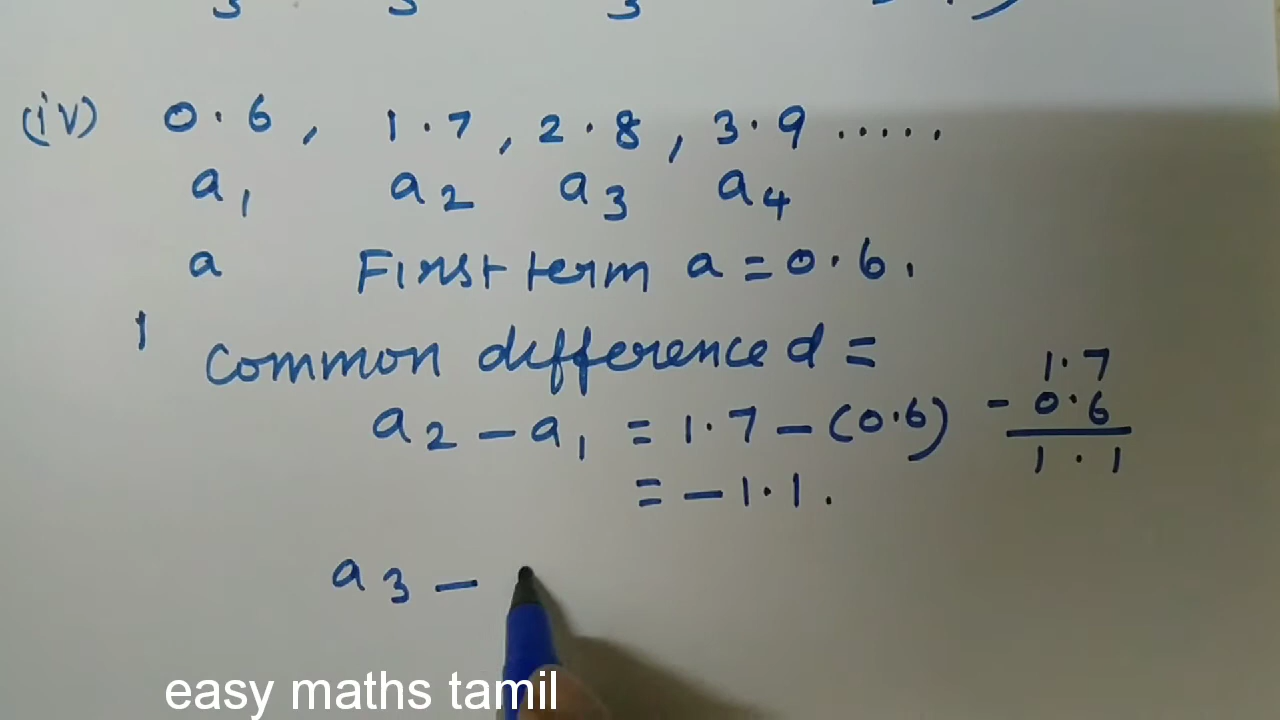 (iv) 0.6, 1.7, 2.8, 3.9.....
a1 a2 a3 a4
a First term a = 0.6.
Common difference d =
a2 - a1 = 1.7 - (0.6)
= - 1.1.
1.7
- 0.6
1.1
a3 -
easy maths tamil